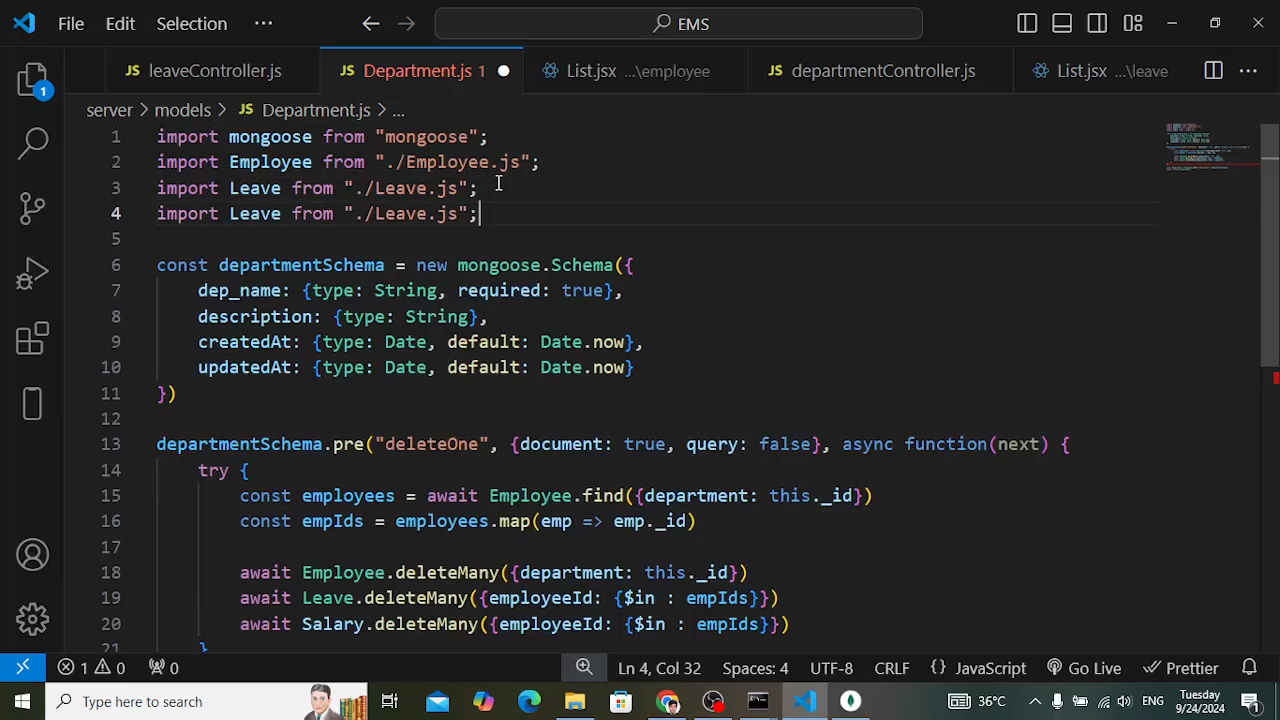 File Edit Selection ··· EMS
JS leaveController.js JS Department.js 1 List.jsx ...\employee JS departmentController.js List.jsx ...\leave ···
1
server > models > JS Department.js > ...
1 import mongoose from "mongoose";
2 import Employee from "./Employee.js";
3 import Leave from "./Leave.js";
4 import Leave from "./Leave.js";
5
6 const departmentSchema = new mongoose.Schema({
7 dep_name: {type: String, required: true},
8 description: {type: String},
9 createdAt: {type: Date, default: Date.now},
10 updatedAt: {type: Date, default: Date.now}
11 })
12
13 departmentSchema.pre("deleteOne", {document: true, query: false}, async function(next) {
14 try {
15 const employees = await Employee.find({department: this._id})
16 const empIds = employees.map(emp => emp._id)
17
18 await Employee.deleteMany({department: this._id})
19 await Leave.deleteMany({employeeId: {$in : empIds}})
20 await Salary.deleteMany({employeeId: {$in : empIds}})
21 }
1 0 0 Ln 4, Col 32 Spaces: 4 UTF-8 CRLF {} JavaScript Go Live Prettier
Type here to search 36°C ENG Tuesday
9/24/2024 1